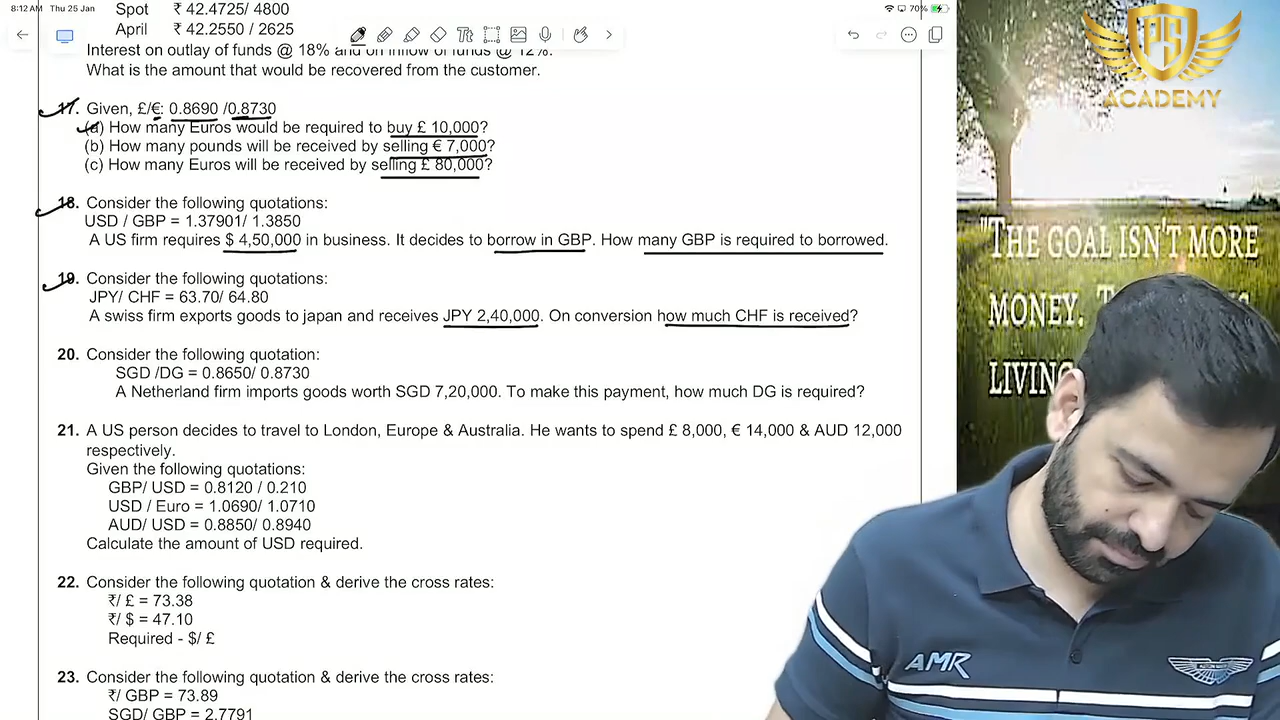 8:12 AM Thu 25 Jan
70%
Spot ₹ 42.4725/ 4800
April ₹ 42.2550 / 2625
Interest on outlay of funds @ 18% and on inflow of funds @ 12%.
What is the amount that would be recovered from the customer.
17. Given, £/€: 0.8690 /0.8730
(a) How many Euros would be required to buy £ 10,000?
(b) How many pounds will be received by selling € 7,000?
(c) How many Euros will be received by selling £ 80,000?
18. Consider the following quotations:
USD / GBP = 1.37901/ 1.3850
A US firm requires $ 4,50,000 in business. It decides to borrow in GBP. How many GBP is required to borrowed.
19. Consider the following quotations:
JPY/ CHF = 63.70/ 64.80
A swiss firm exports goods to japan and receives JPY 2,40,000. On conversion how much CHF is received?
20. Consider the following quotation:
SGD /DG = 0.8650/ 0.8730
A Netherland firm imports goods worth SGD 7,20,000. To make this payment, how much DG is required?
21. A US person decides to travel to London, Europe & Australia. He wants to spend £ 8,000, € 14,000 & AUD 12,000
respectively.
Given the following quotations:
GBP/ USD = 0.8120 / 0.210
USD / Euro = 1.0690/ 1.0710
AUD/ USD = 0.8850/ 0.8940
Calculate the amount of USD required.
22. Consider the following quotation & derive the cross rates:
₹/ £ = 73.38
₹/ $ = 47.10
Required - $/ £
23. Consider the following quotation & derive the cross rates:
₹/ GBP = 73.89
SGD/ GBP = 2.7791
PS
ACADEMY
"THE GOAL ISN'T MORE
MONEY.
LIVING
AMR
ASTON MARTIN